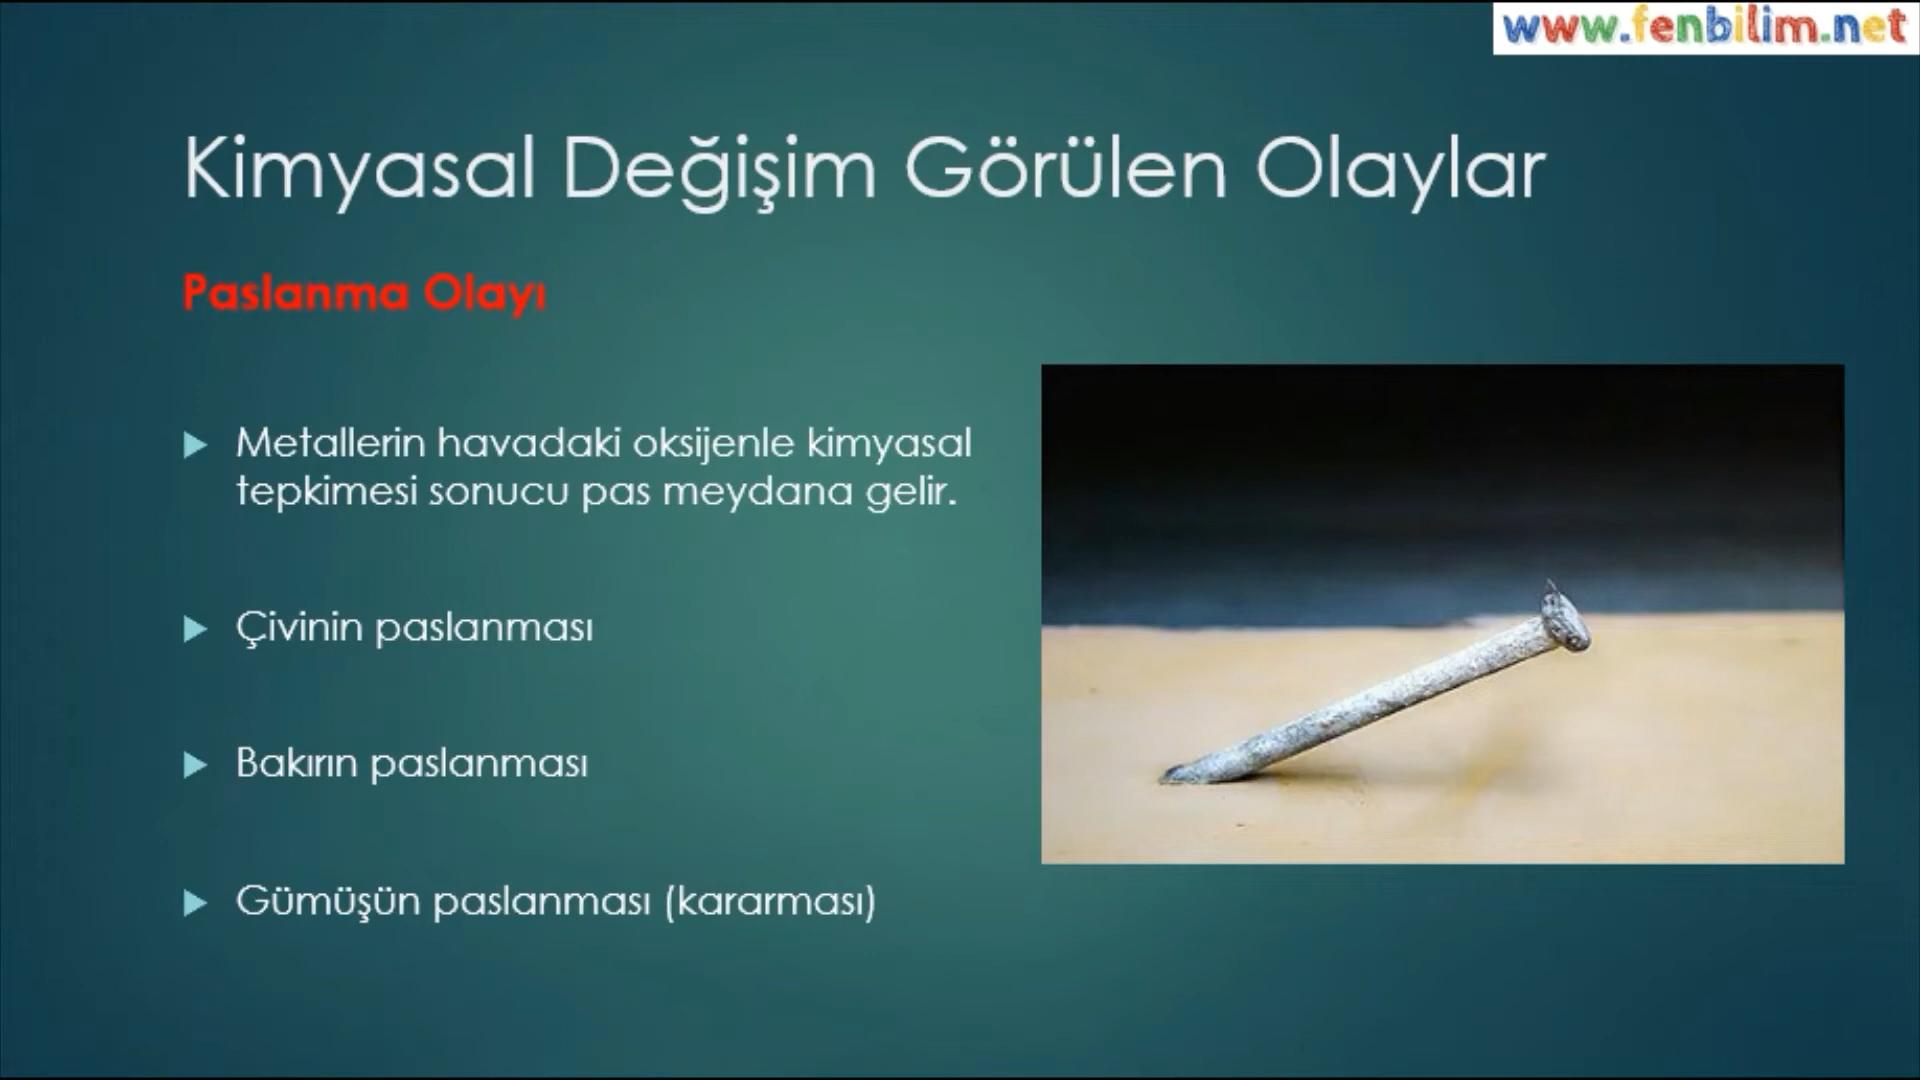 www.fenbilim.net
Kimyasal Değişim Görülen Olaylar
Paslanma Olayı
Metallerin havadaki oksijenle kimyasal
tepkimesi sonucu pas meydana gelir.
Çivinin paslanması
Bakırın paslanması
Gümüşün paslanması (kararması)